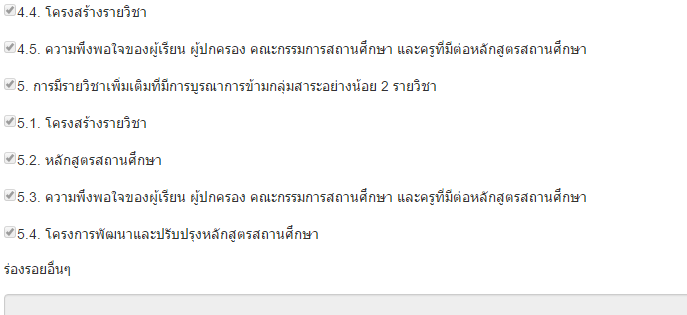 4.4. โครงสร้างรายวิชา
4.5. ความพึงพอใจของผู้เรียน ผู้ปกครอง คณะกรรมการสถานศึกษา และครูที่มีต่อหลักสูตรสถานศึกษา
5. การมีรายวิชาเพิ่มเติมที่มีการบูรณาการข้ามกลุ่มสาระอย่างน้อย 2 รายวิชา
5.1. โครงสร้างรายวิชา
5.2. หลักสูตรสถานศึกษา
5.3. ความพึงพอใจของผู้เรียน ผู้ปกครอง คณะกรรมการสถานศึกษา และครูที่มีต่อหลักสูตรสถานศึกษา
5.4. โครงการพัฒนาและปรับปรุงหลักสูตรสถานศึกษา
ร่องรอยอื่นๆ